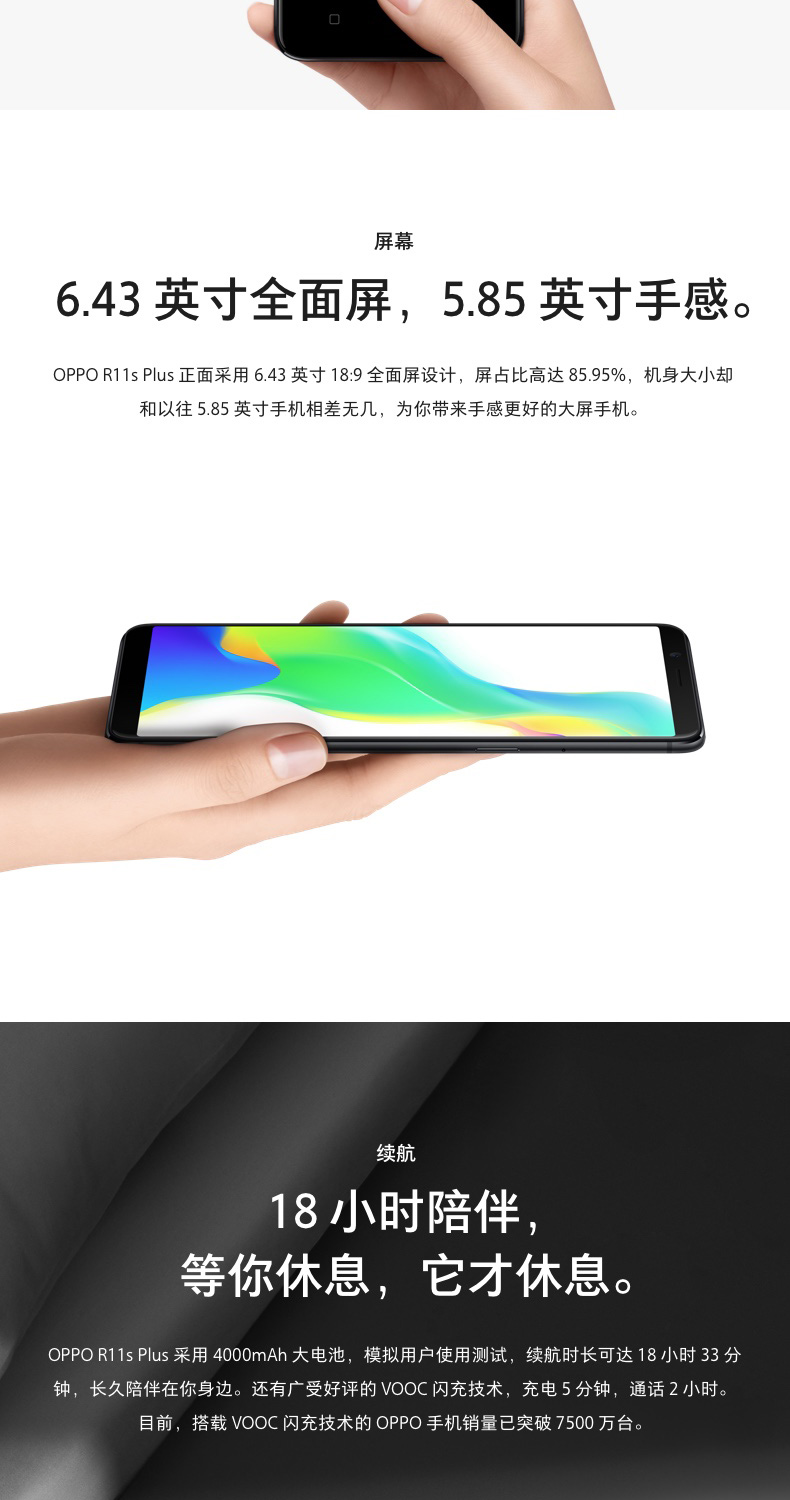 屏幕
6.43 英寸全面屏，5.85 英寸手感。
OPPO R11s Plus 正面采用 6.43 英寸 18:9 全面屏设计，屏占比高达 85.95%，机身大小却
和以往 5.85 英寸手机相差无几，为你带来手感更好的大屏手机。
续航
18 小时陪伴，
等你休息，它才休息。
OPPO R11s Plus 采用 4000mAh 大电池，模拟用户使用测试，续航时长可达 18 小时 33 分
钟，长久陪伴在你身边。还有广受好评的 VOOC 闪充技术，充电 5 分钟，通话 2 小时。
目前，搭载 VOOC 闪充技术的 OPPO 手机销量已突破 7500 万台。